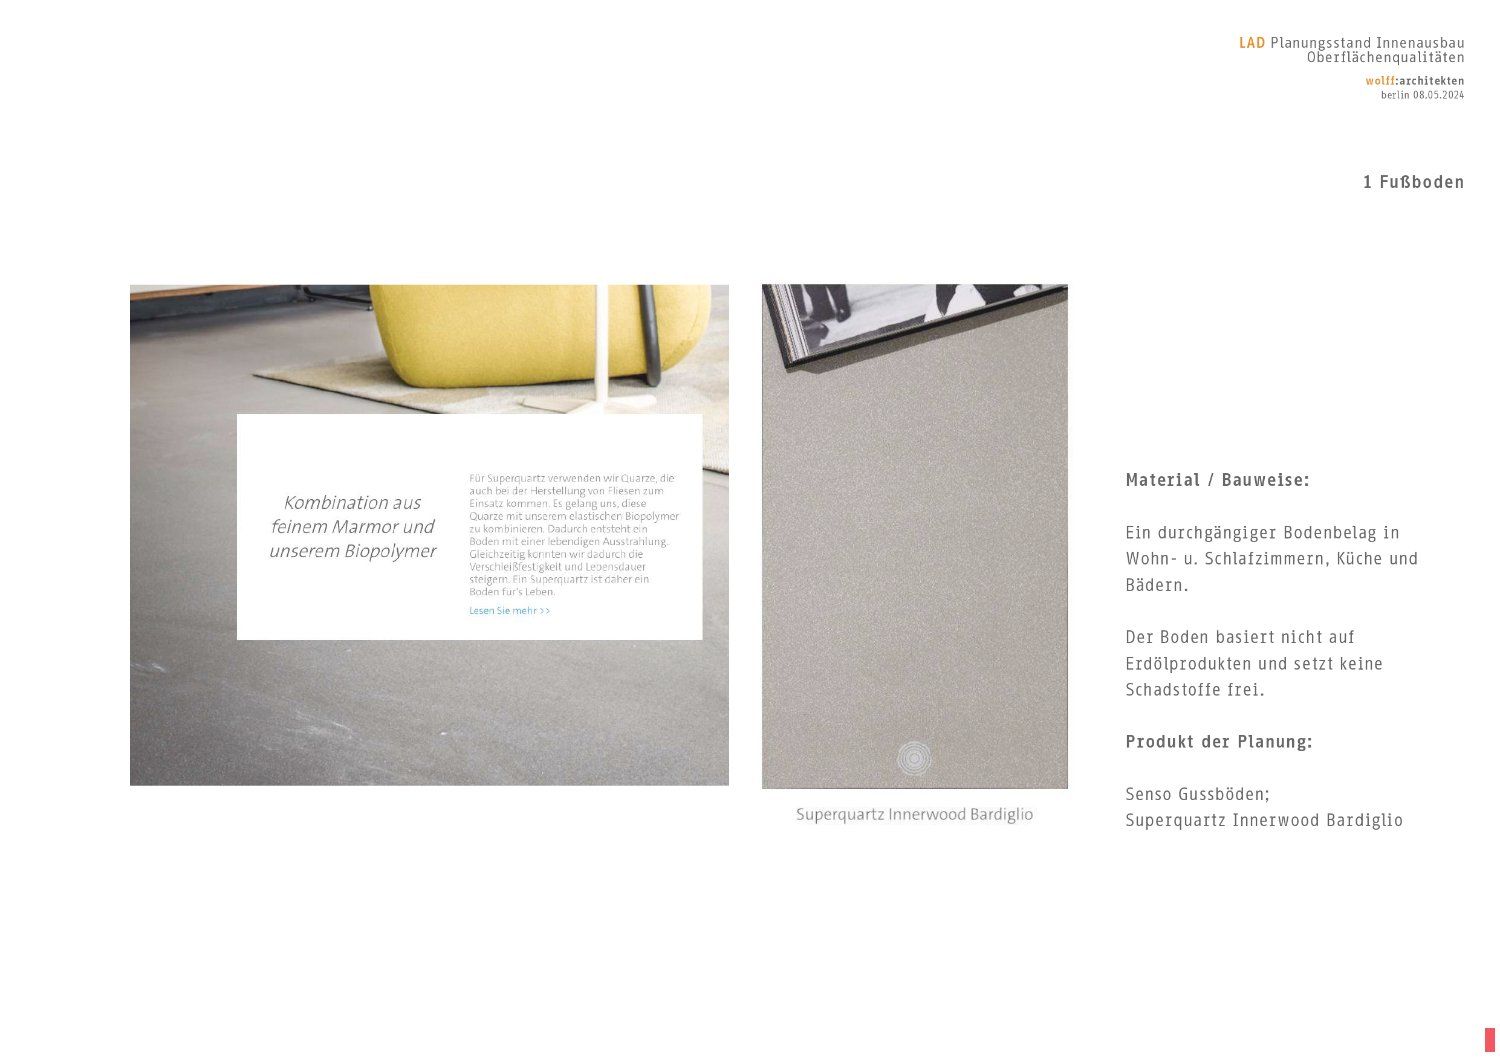 LAD Planungsstand Innenausbau
Oberflächenqualitäten
wolff:architekten
berlin 08.05.2024
1 Fußboden
Kombination aus
feinem Marmor und
unserem Biopolymer
Für Superquartz verwenden wir Quarze, die
auch bei der Herstellung von Fliesen zum
Einsatz kommen. Es gelang uns, diese
Quarze mit unserem elastischen Biopolymer
zu kombinieren. Dadurch entsteht ein
Boden mit einer lebendigen Ausstrahlung.
Gleichzeitig konnten wir dadurch die
Verschleißfestigkeit und Lebensdauer
steigern. Ein Superquartz ist daher ein
Boden für's Leben.
Lesen Sie mehr >>
Superquartz Innerwood Bardiglio
Material / Bauweise:
Ein durchgängiger Bodenbelag in
Wohn- u. Schlafzimmern, Küche und
Bädern.
Der Boden basiert nicht auf
Erdölprodukten und setzt keine
Schadstoffe frei.
Produkt der Planung:
Senso Gussböden;
Superquartz Innerwood Bardiglio